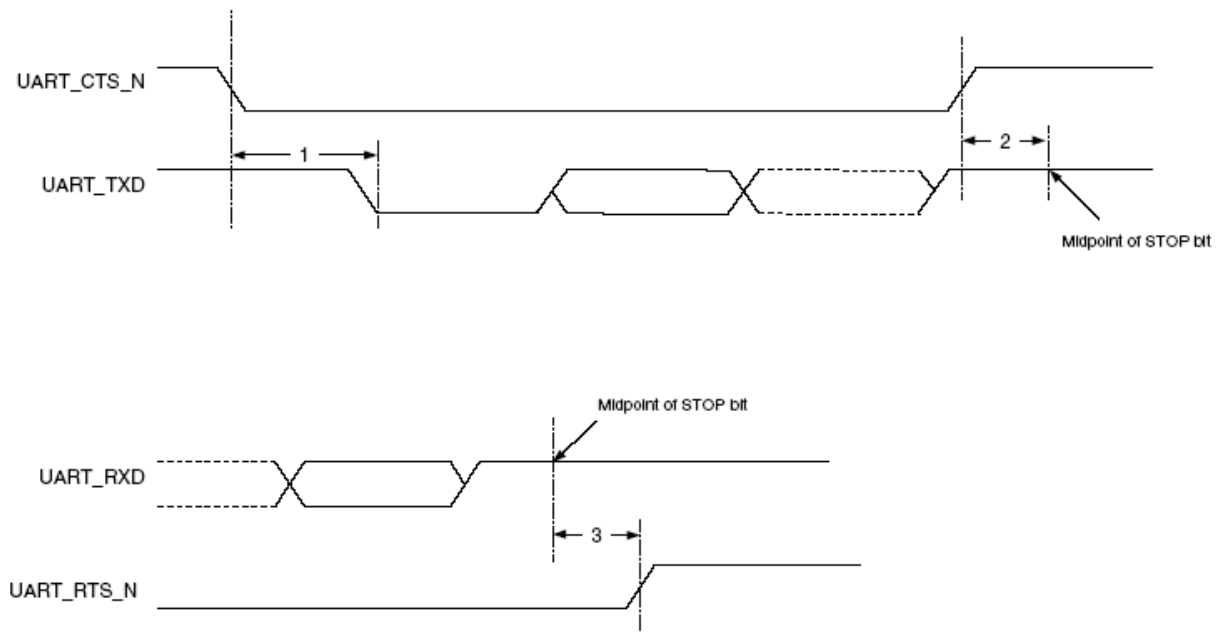 UART_CTS_N
1
2
UART_TXD
Midpoint of STOP bit
Midpoint of STOP bit
UART_RXD
3
UART_RTS_N